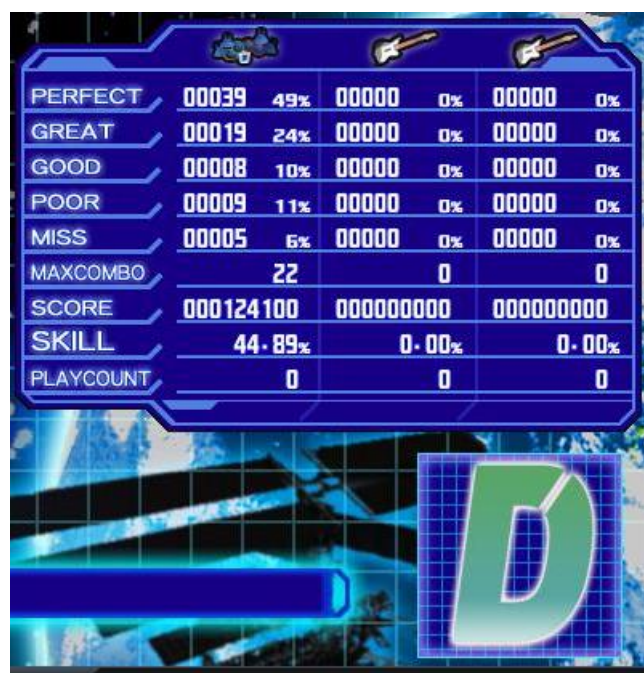 PERFECT 00039 49% 00000 0% 00000 0%
GREAT 00019 24% 00000 0% 00000 0%
GOOD 00008 10% 00000 0% 00000 0%
POOR 00009 11% 00000 0% 00000 0%
MISS 00005 6% 00000 0% 00000 0%
MAXCOMBO 22 0 0
SCORE 000124100 000000000 000000000
SKILL 44.89% 0.00% 0.00%
PLAYCOUNT 0 0 0
D